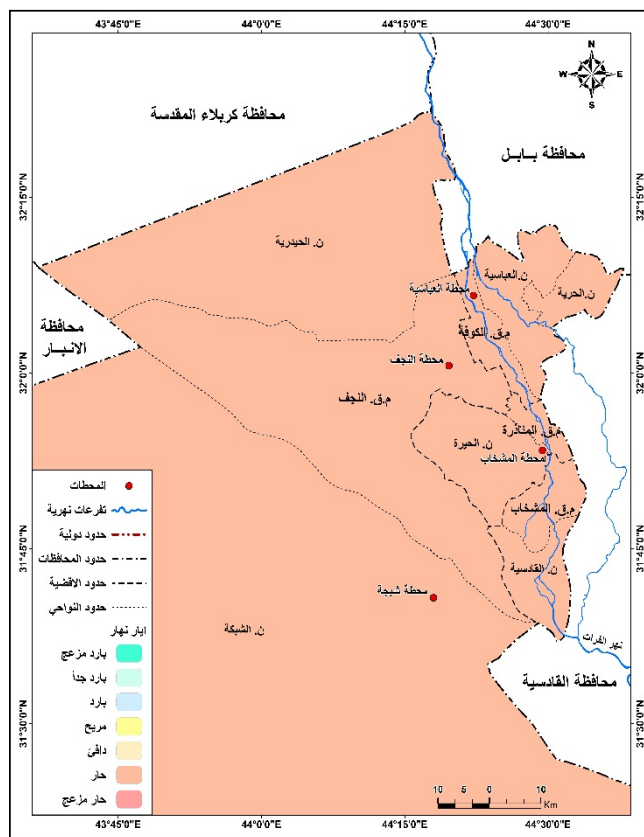 43°45'0"E
44°0'0"E
44°15'0"E
44°30'0"E
N
W
E
S
محافظة كربلاء المقدسة
محافظة بـابـل
32°15'0"N
32°15'0"N
ن. الحيدرية
ن. العباسية
ن. الحرية
محطة العباسية
م.ق. الكوفة
محافظة
الانبـار
32°0'0"N
32°0'0"N
محطة النجف
م.ق. النجف
م.ق. المناذرة
ن. الحيرة
محطة المشخاب
م.ق. المشخاب
31°45'0"N
31°45'0"N
ن. القادسية
محطة شبجة
ن. الشبكة
نهر الفرات
محافظة القادسية
31°30'0"N
31°30'0"N
المحطات
تفرعات نهرية
حدود دولية
حدود المحافظات
حدود الاقضية
حدود النواحي
ايار نهار
بارد مزعج
بارد جداً
بارد
مريح
دافئ
حار
حار مزعج
10 5 0 10
Km
43°45'0"E
44°0'0"E
44°15'0"E
44°30'0"E